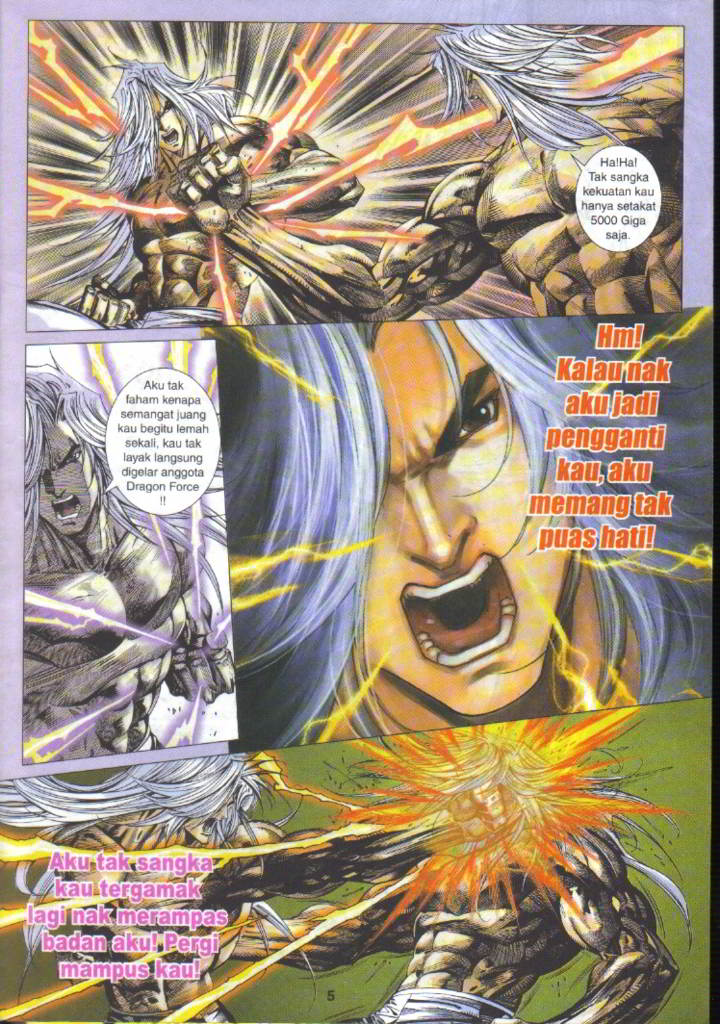 Ha!Ha!
Tak sangka
kekuatan kau
hanya setakat
5000 Giga
saja.
Aku tak
faham kenapa
semangat juang
kau begitu lemah
sekali, kau tak
layak langsung
digelar anggota
Dragon Force
!!
Hm!
Kalau nak
aku jadi
pengganti
kau, aku
memang tak
puas hati!
Aku tak sangka
kau tergamak
lagi nak merampas
badan aku! Pergi
mampus kau!
5